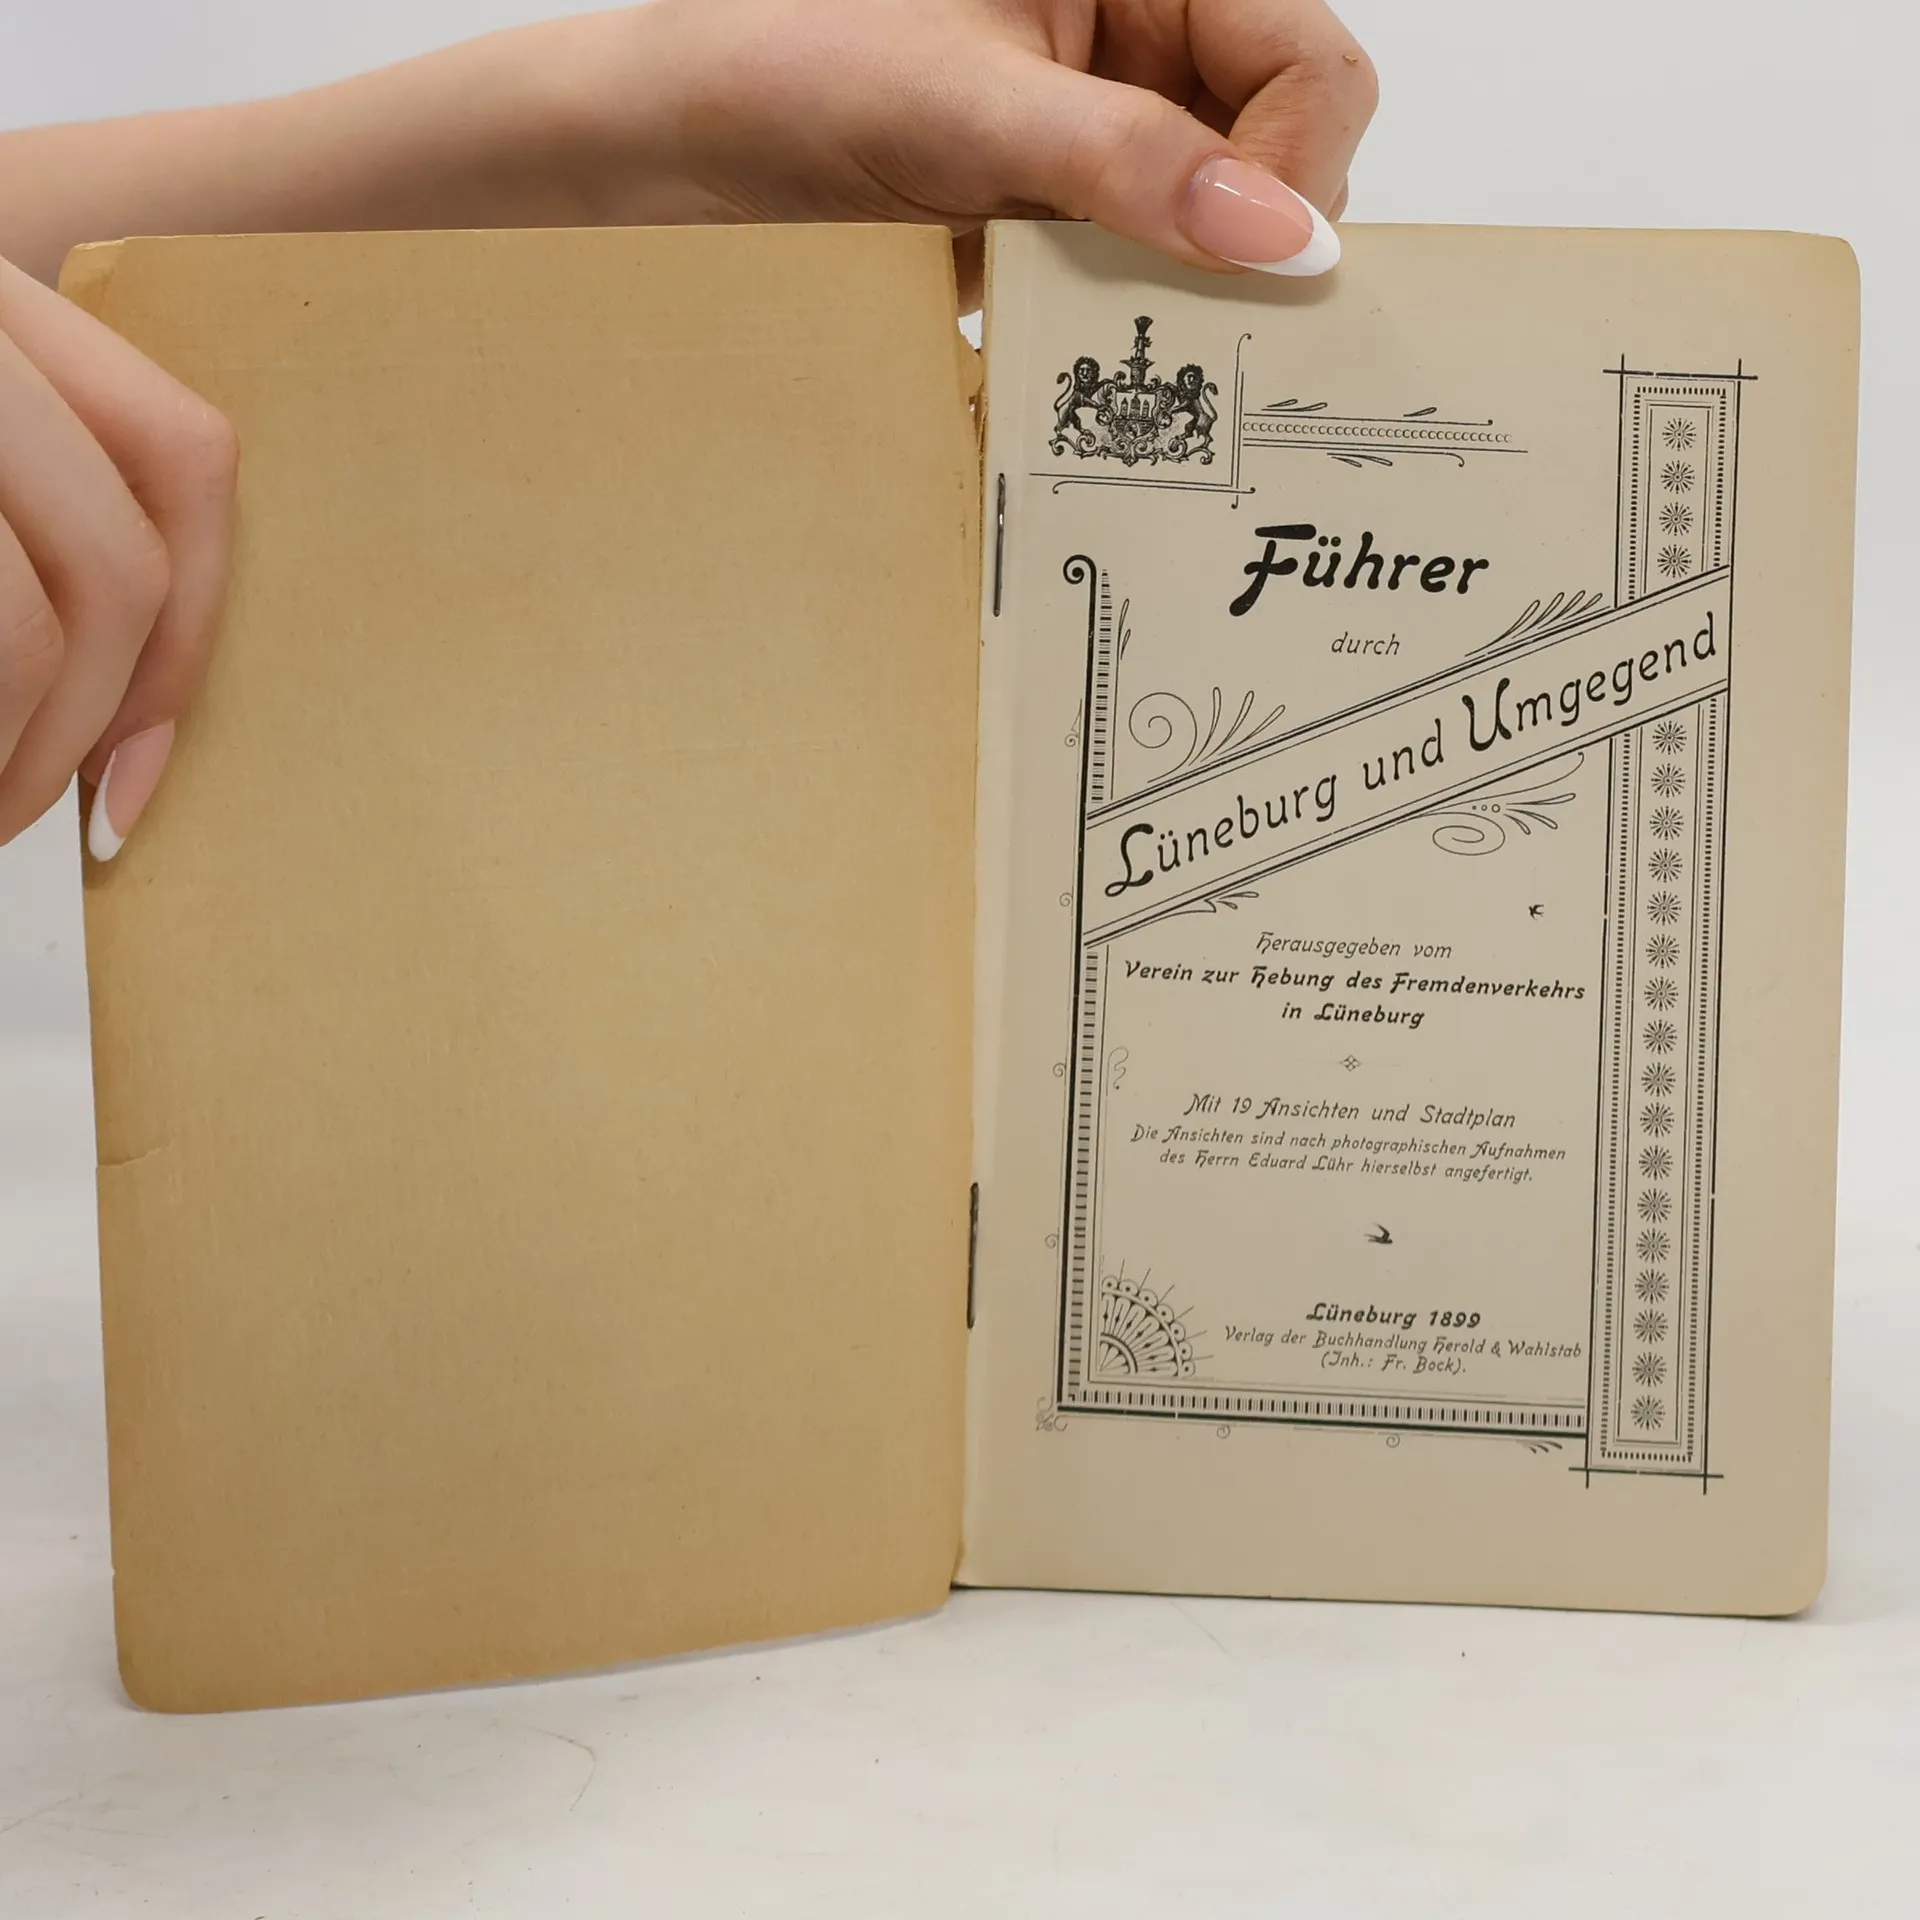 Führer
durch
Lüneburg und Umgegend
Herausgegeben vom
Verein zur Hebung des Fremdenverkehrs
in Lüneburg
Mit 19 Ansichten und Stadtplan
Die Ansichten sind nach photographischen Aufnahmen
des Herrn Eduard Lühr hierselbst angefertigt.
Lüneburg 1899
Verlag der Buchhandlung Herold & Wahlstab
(Inh.: Fr. Bock).